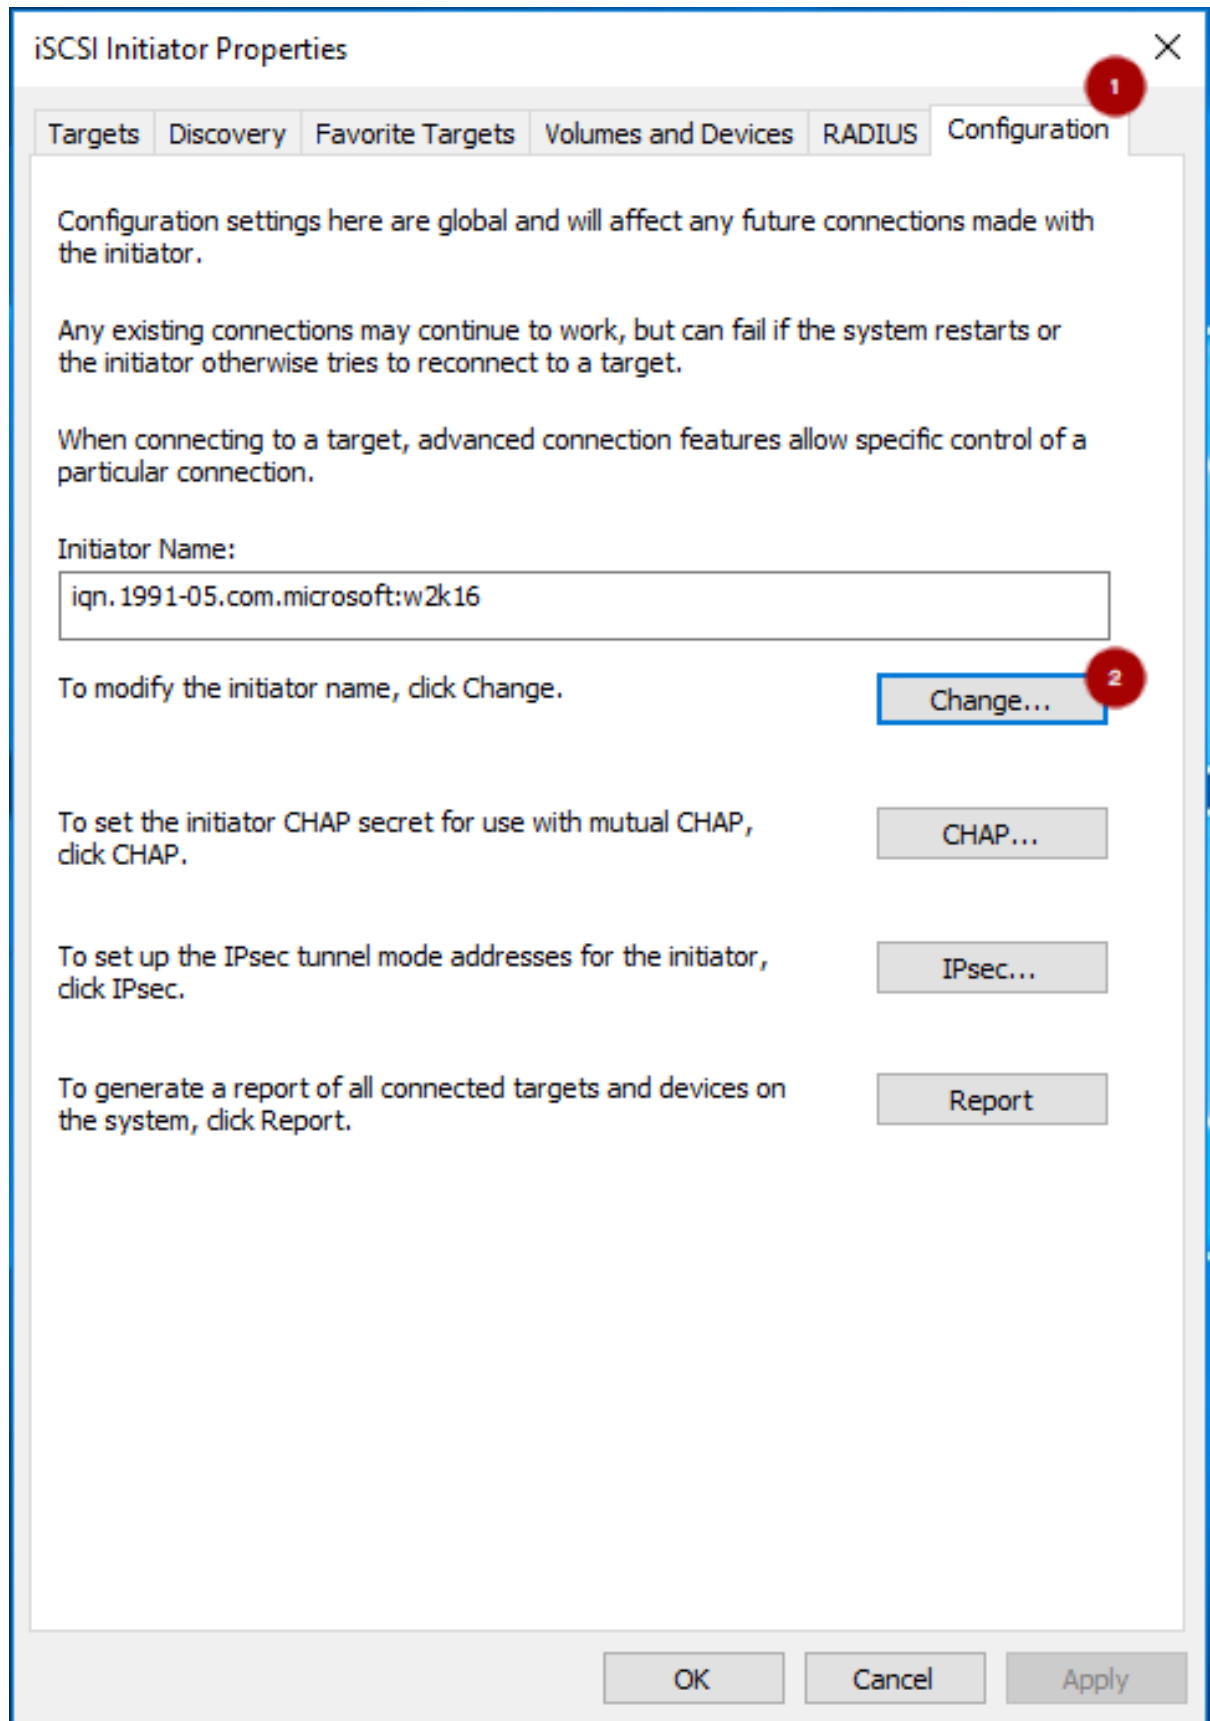 iSCSI Initiator Properties
1
Targets Discovery Favorite Targets Volumes and Devices RADIUS Configuration
Configuration settings here are global and will affect any future connections made with
the initiator.
Any existing connections may continue to work, but can fail if the system restarts or
the initiator otherwise tries to reconnect to a target.
When connecting to a target, advanced connection features allow specific control of a
particular connection.
Initiator Name:
iqn.1991-05.com.microsoft:w2k16
To modify the initiator name, click Change.
Change...
2
To set the initiator CHAP secret for use with mutual CHAP,
click CHAP.
CHAP...
To set up the IPsec tunnel mode addresses for the initiator,
click IPsec.
IPsec...
To generate a report of all connected targets and devices on
the system, click Report.
Report
OK Cancel Apply